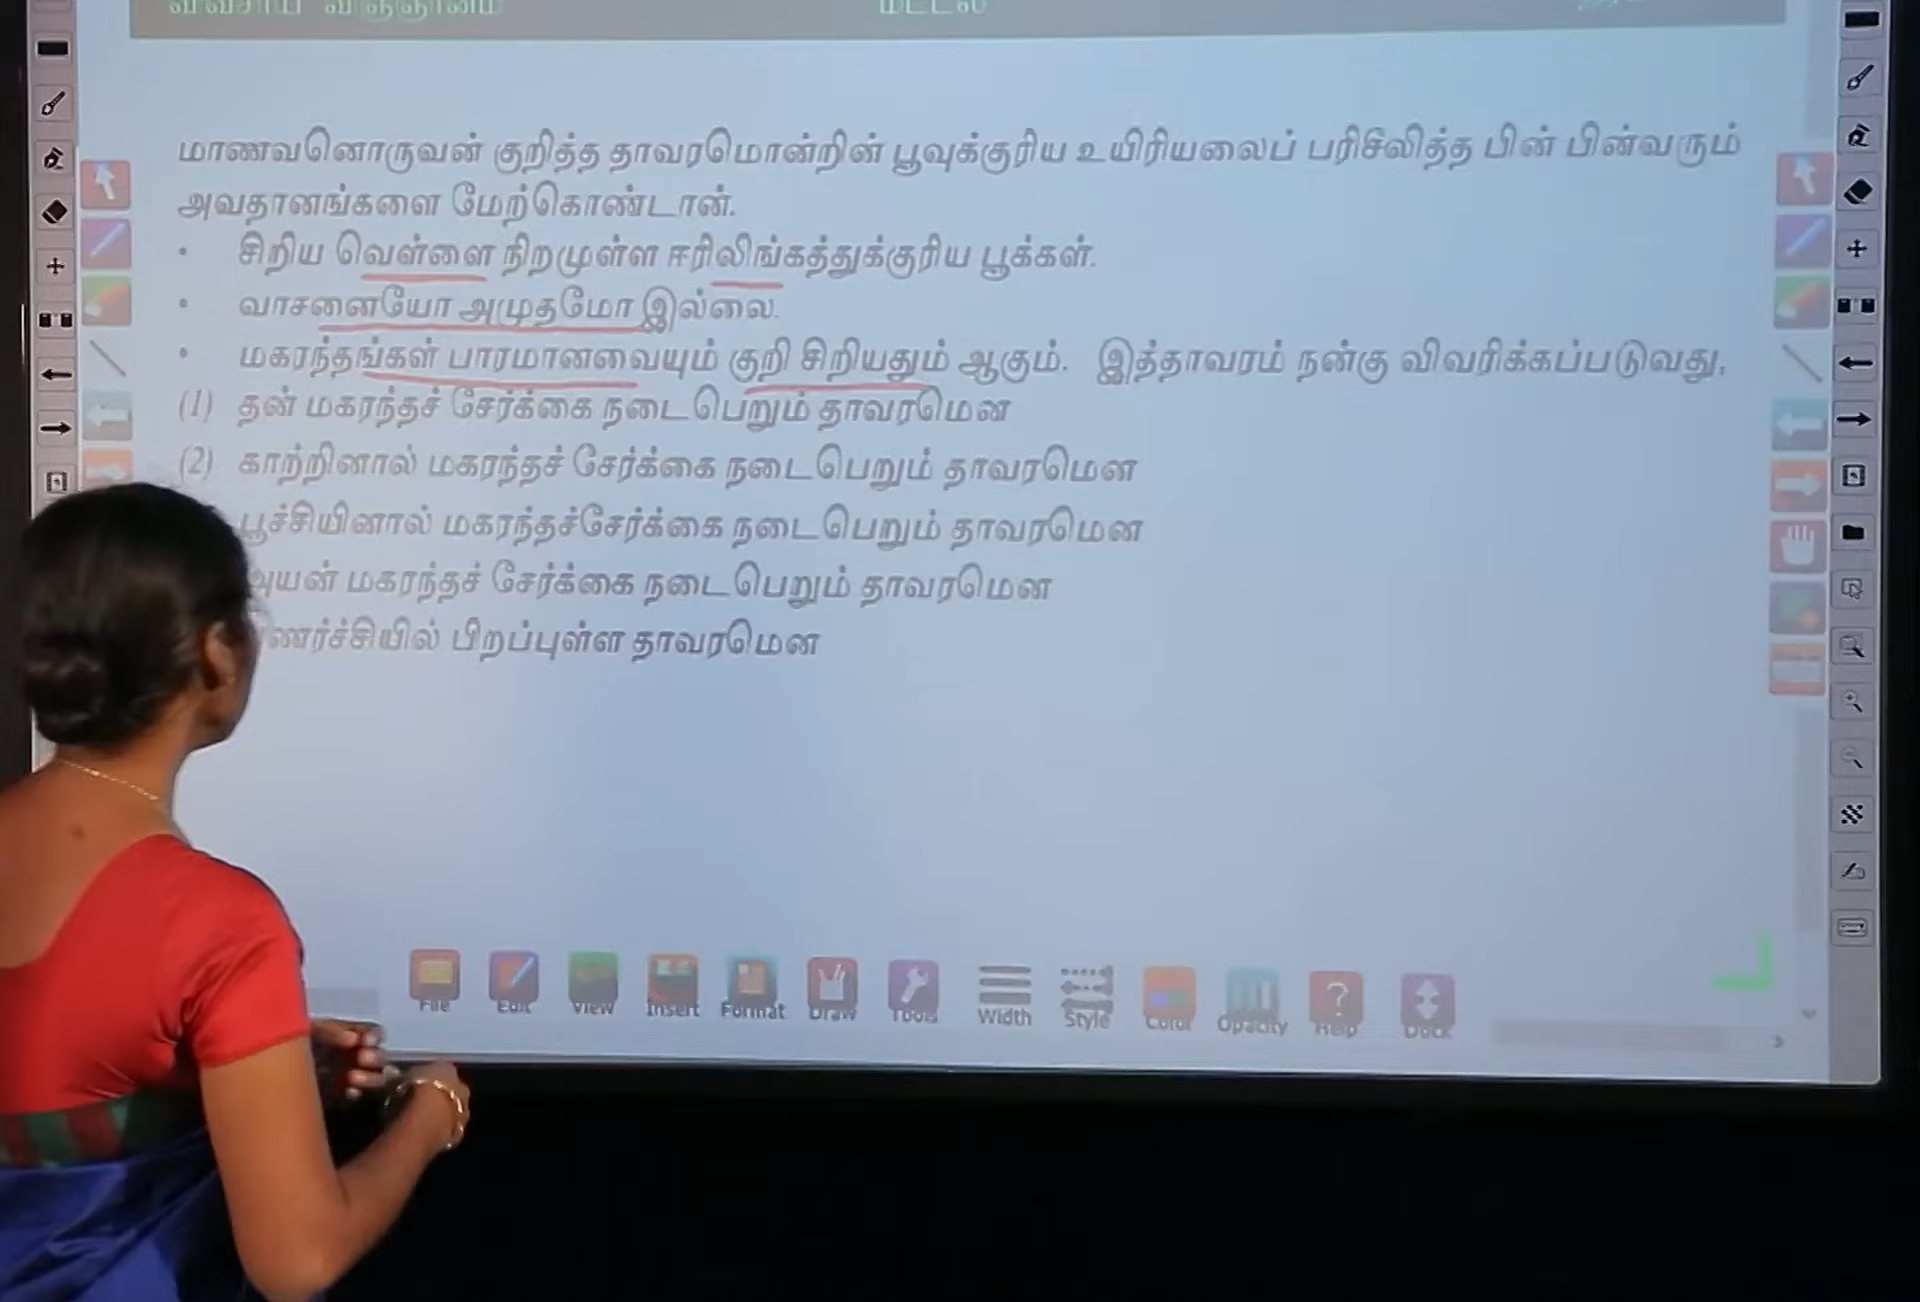 விவசாய விஞ்ஞானம்
மாணவனொருவன் குறித்த தாவரமொன்றின் பூவுக்குரிய உயிரியலைப் பரிசீலித்த பின் பின்வரும்
அவதானங்களை மேற்கொண்டான்.
• சிறிய வெள்ளை நிறமுள்ள ஈரிலிங்கத்துக்குரிய பூக்கள்.
• வாசனையோ அமுதமோ இல்லை.
• மகரந்தங்கள் பாரமானவையும் குறி சிறியதும் ஆகும். இத்தாவரம் நன்கு விவரிக்கப்படுவது,
(1) தன் மகரந்தச் சேர்க்கை நடைபெறும் தாவரமென
(2) காற்றினால் மகரந்தச் சேர்க்கை நடைபெறும் தாவரமென
பூச்சியினால் மகரந்தச்சேர்க்கை நடைபெறும் தாவரமென
அயன் மகரந்தச் சேர்க்கை நடைபெறும் தாவரமென
பிறப்புள்ள தாவரமென
File Edit View Insert Format Draw Tools Width Style Color Opacity Help Dock